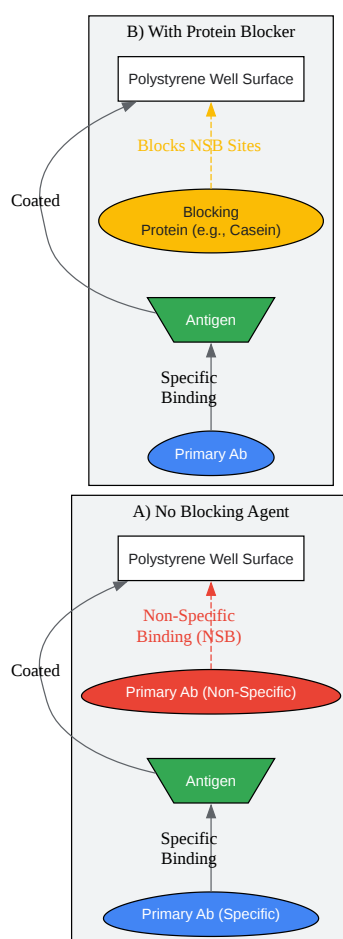 B) With Protein Blocker
Polystyrene Well Surface
Blocks NSB Sites
Coated
Blocking
Protein (e.g., Casein)
Antigen
Specific
Binding
Primary Ab
A) No Blocking Agent
Polystyrene Well Surface
Non-Specific
Binding (NSB)
Coated
Primary Ab (Non-Specific)
Antigen
Specific
Binding
Primary Ab (Specific)